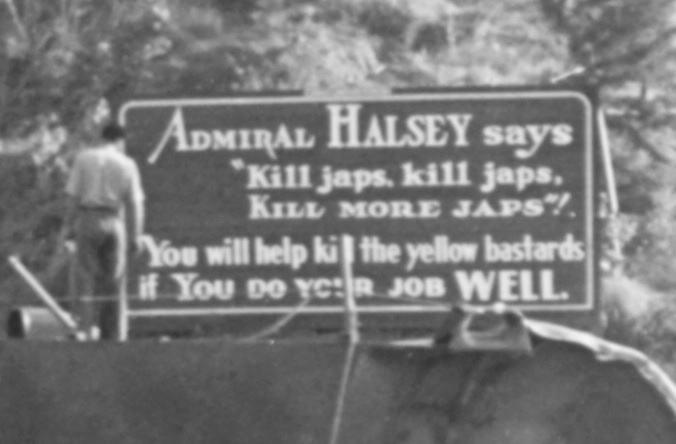 ADMIRAL HALSEY says
"Kill japs, kill japs,
KILL MORE JAPS"!.
You will help kill the yellow bastards
if YOU DO YOUR JOB WELL.